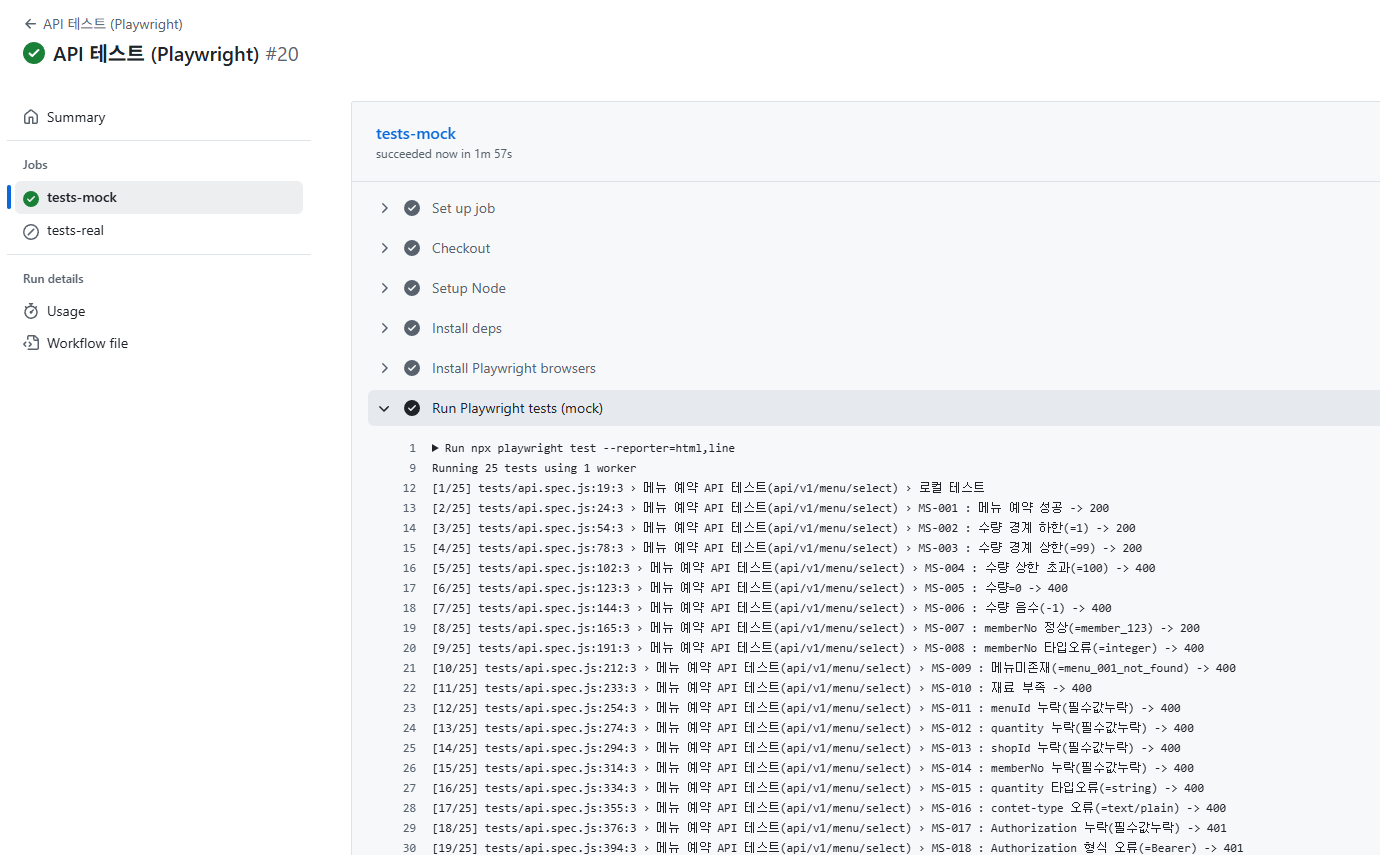 API 테스트 (Playwright)
API 테스트 (Playwright) #20
Summary
Jobs
tests-mock
tests-real
Run details
Usage
Workflow file
tests-mock
succeeded now in 1m 57s
Set up job
Checkout
Setup Node
Install deps
Install Playwright browsers
Run Playwright tests (mock)
1 Run npx playwright test --reporter=html,line
9 Running 25 tests using 1 worker
12 [1/25] tests/api.spec.js:19:3 › 메뉴 예약 API 테스트(api/v1/menu/select) › 로컬 테스트
13 [2/25] tests/api.spec.js:24:3 › 메뉴 예약 API 테스트(api/v1/menu/select) › MS-001 : 메뉴 예약 성공 -> 200
14 [3/25] tests/api.spec.js:54:3 › 메뉴 예약 API 테스트(api/v1/menu/select) › MS-002 : 수량 경계 하한(=1) -> 200
15 [4/25] tests/api.spec.js:78:3 › 메뉴 예약 API 테스트(api/v1/menu/select) › MS-003 : 수량 경계 상한(=99) -> 200
16 [5/25] tests/api.spec.js:102:3 › 메뉴 예약 API 테스트(api/v1/menu/select) › MS-004 : 수량 상한 초과(=100) -> 400
17 [6/25] tests/api.spec.js:123:3 › 메뉴 예약 API 테스트(api/v1/menu/select) › MS-005 : 수량=0 -> 400
18 [7/25] tests/api.spec.js:144:3 › 메뉴 예약 API 테스트(api/v1/menu/select) › MS-006 : 수량 음수(-1) -> 400
19 [8/25] tests/api.spec.js:165:3 › 메뉴 예약 API 테스트(api/v1/menu/select) › MS-007 : memberNo 정상(=member_123) -> 200
20 [9/25] tests/api.spec.js:191:3 › 메뉴 예약 API 테스트(api/v1/menu/select) › MS-008 : memberNo 타입오류(=integer) -> 400
21 [10/25] tests/api.spec.js:212:3 › 메뉴 예약 API 테스트(api/v1/menu/select) › MS-009 : 메뉴미존재(=menu_001_not_found) -> 400
22 [11/25] tests/api.spec.js:233:3 › 메뉴 예약 API 테스트(api/v1/menu/select) › MS-010 : 재료 부족 -> 400
23 [12/25] tests/api.spec.js:254:3 › 메뉴 예약 API 테스트(api/v1/menu/select) › MS-011 : menuId 누락(필수값누락) -> 400
24 [13/25] tests/api.spec.js:274:3 › 메뉴 예약 API 테스트(api/v1/menu/select) › MS-012 : quantity 누락(필수값누락) -> 400
25 [14/25] tests/api.spec.js:294:3 › 메뉴 예약 API 테스트(api/v1/menu/select) › MS-013 : shopId 누락(필수값누락) -> 400
26 [15/25] tests/api.spec.js:314:3 › 메뉴 예약 API 테스트(api/v1/menu/select) › MS-014 : memberNo 누락(필수값누락) -> 400
27 [16/25] tests/api.spec.js:334:3 › 메뉴 예약 API 테스트(api/v1/menu/select) › MS-015 : quantity 타입오류(=string) -> 400
28 [17/25] tests/api.spec.js:355:3 › 메뉴 예약 API 테스트(api/v1/menu/select) › MS-016 : contet-type 오류(=text/plain) -> 400
29 [18/25] tests/api.spec.js:376:3 › 메뉴 예약 API 테스트(api/v1/menu/select) › MS-017 : Authorization 누락(필수값누락) -> 401
30 [19/25] tests/api.spec.js:394:3 › 메뉴 예약 API 테스트(api/v1/menu/select) › MS-018 : Authorization 형식 오류(=Bearer) -> 401